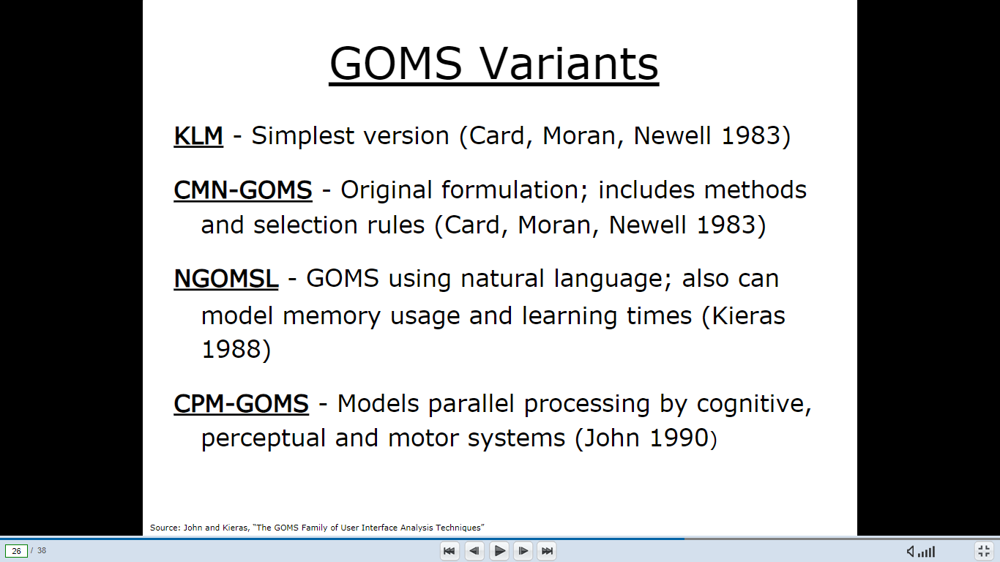 GOMS Variants
KLM - Simplest version (Card, Moran, Newell 1983)
CMN-GOMS - Original formulation; includes methods
and selection rules (Card, Moran, Newell 1983)
NGOMSL - GOMS using natural language; also can
model memory usage and learning times (Kieras
1988)
CPM-GOMS - Models parallel processing by cognitive,
perceptual and motor systems (John 1990)
Source: John and Kieras, “The GOMS Family of User Interface Analysis Techniques”
26 / 38